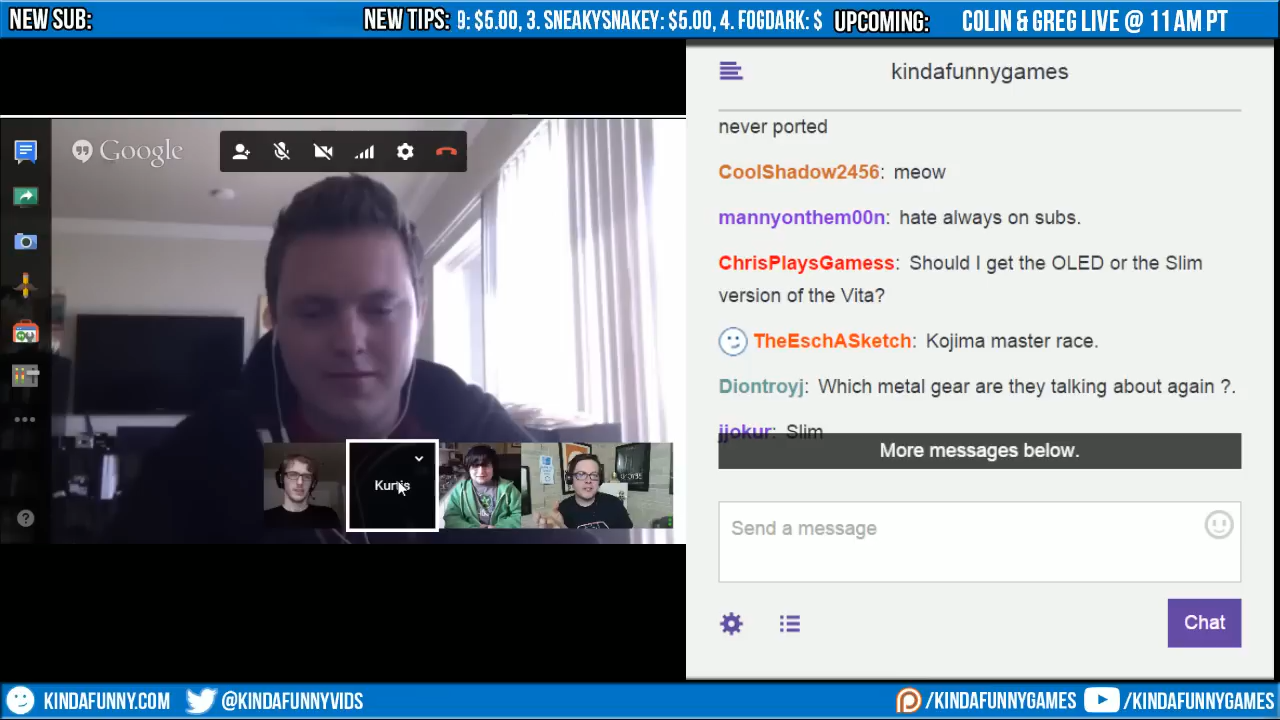 NEW SUB:
NEW TIPS: 9: $5.00, 3. SNEAKYSNAKEY: $5.00, 4. FOGDARK: $
UPCOMING: COLIN & GREG LIVE @ 11 AM PT
Google
Kurtis
kindafunnygames
never ported
CoolShadow2456: meow
mannyonthem00n: hate always on subs.
ChrisPlaysGamess: Should I get the OLED or the Slim
version of the Vita?
TheEschASketch: Kojima master race.
Diontroyj: Which metal gear are they talking about again ?.
jjokur: Slim
More messages below.
Send a message
Chat
KINDAFUNNY.COM
@KINDAFUNNYVIDS
/KINDAFUNNYGAMES
/KINDAFUNNYGAMES